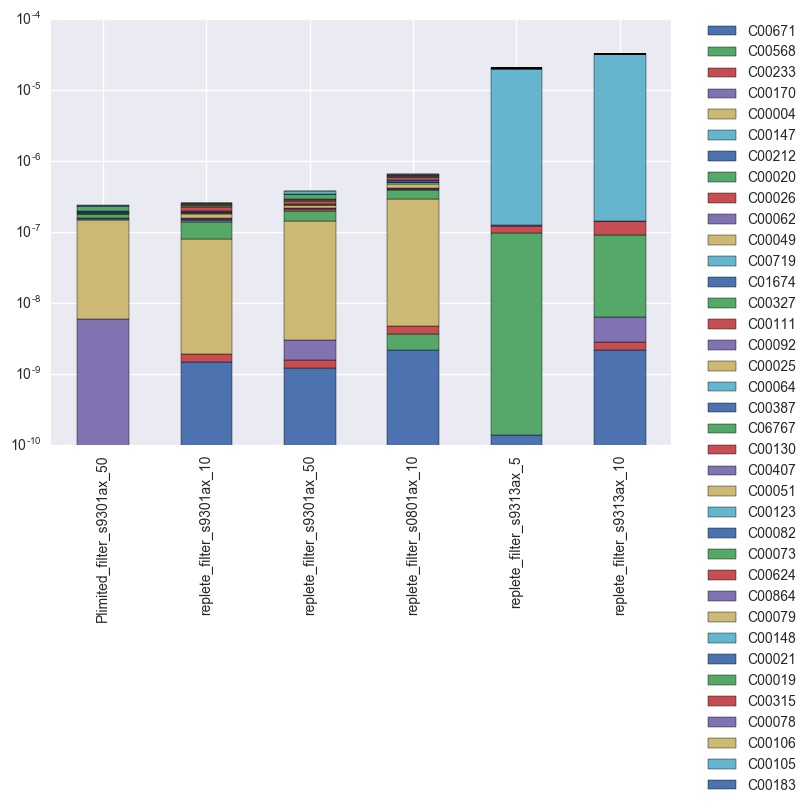 10^-4
10^-5
10^-6
10^-7
10^-8
10^-9
10^-10
Plimited_filter_s9301ax_50
replete_filter_s9301ax_10
replete_filter_s9301ax_50
replete_filter_s0801ax_10
replete_filter_s9313ax_5
replete_filter_s9313ax_10
C00671
C00568
C00233
C00170
C00004
C00147
C00212
C00020
C00026
C00062
C00049
C00719
C01674
C00327
C00111
C00092
C00025
C00064
C00387
C06767
C00130
C00407
C00051
C00123
C00082
C00073
C00624
C00864
C00079
C00148
C00021
C00019
C00315
C00078
C00106
C00105
C00183